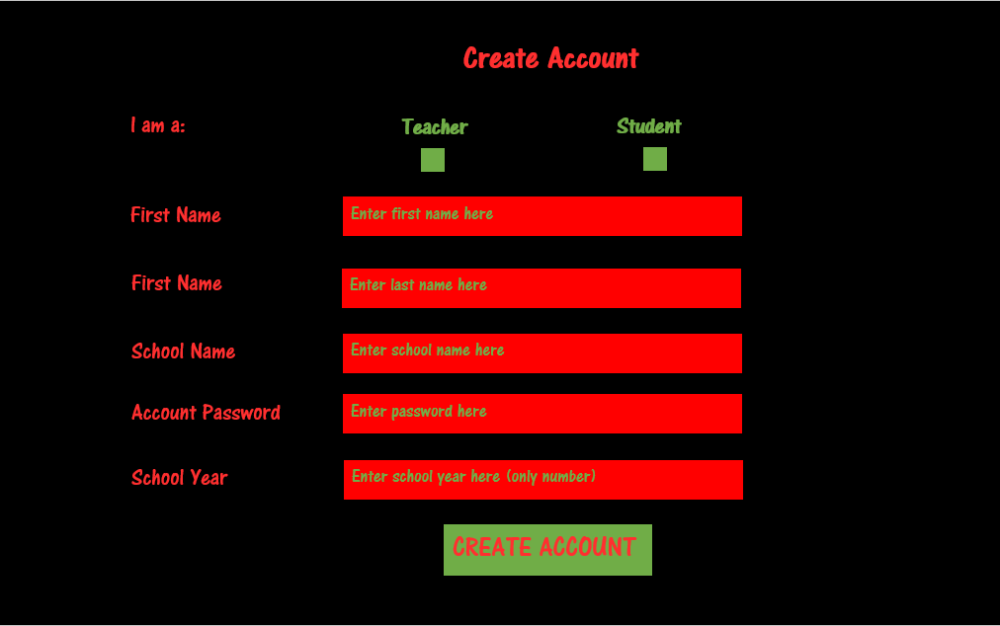 Create Account
I am a:
Teacher
Student
First Name
Enter first name here
First Name
Enter last name here
School Name
Enter school name here
Account Password
Enter password here
School Year
Enter school year here (only number)
CREATE ACCOUNT